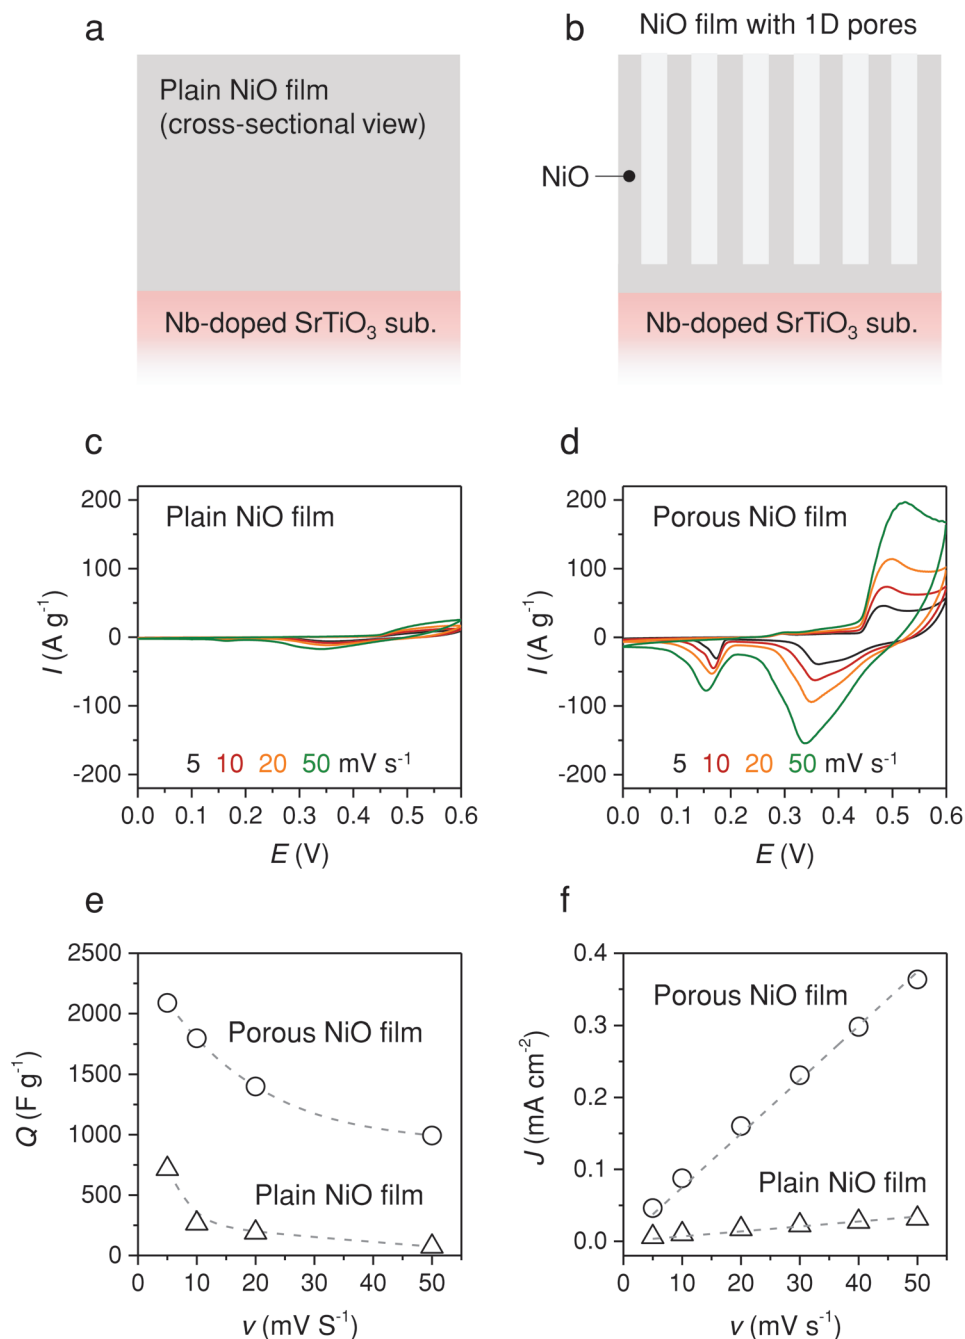 a
Plain NiO film
(cross-sectional view)
Nb-doped SrTiO₃ sub.
b
NiO film with 1D pores
NiO
Nb-doped SrTiO₃ sub.
c
Plain NiO film
200
100
0
-100
-200
I (A g⁻¹)
5 10 20 50 mV s⁻¹
0.0 0.1 0.2 0.3 0.4 0.5 0.6
E (V)
d
Porous NiO film
200
100
0
-100
-200
I (A g⁻¹)
5 10 20 50 mV s⁻¹
0.0 0.1 0.2 0.3 0.4 0.5 0.6
E (V)
e
2500
2000
1500
1000
500
0
Q (F g⁻¹)
Porous NiO film
Plain NiO film
0 10 20 30 40 50
v (mV S⁻¹)
f
0.4
0.3
0.2
0.1
0.0
J (mA cm⁻²)
Porous NiO film
Plain NiO film
0 10 20 30 40 50
v (mV s⁻¹)